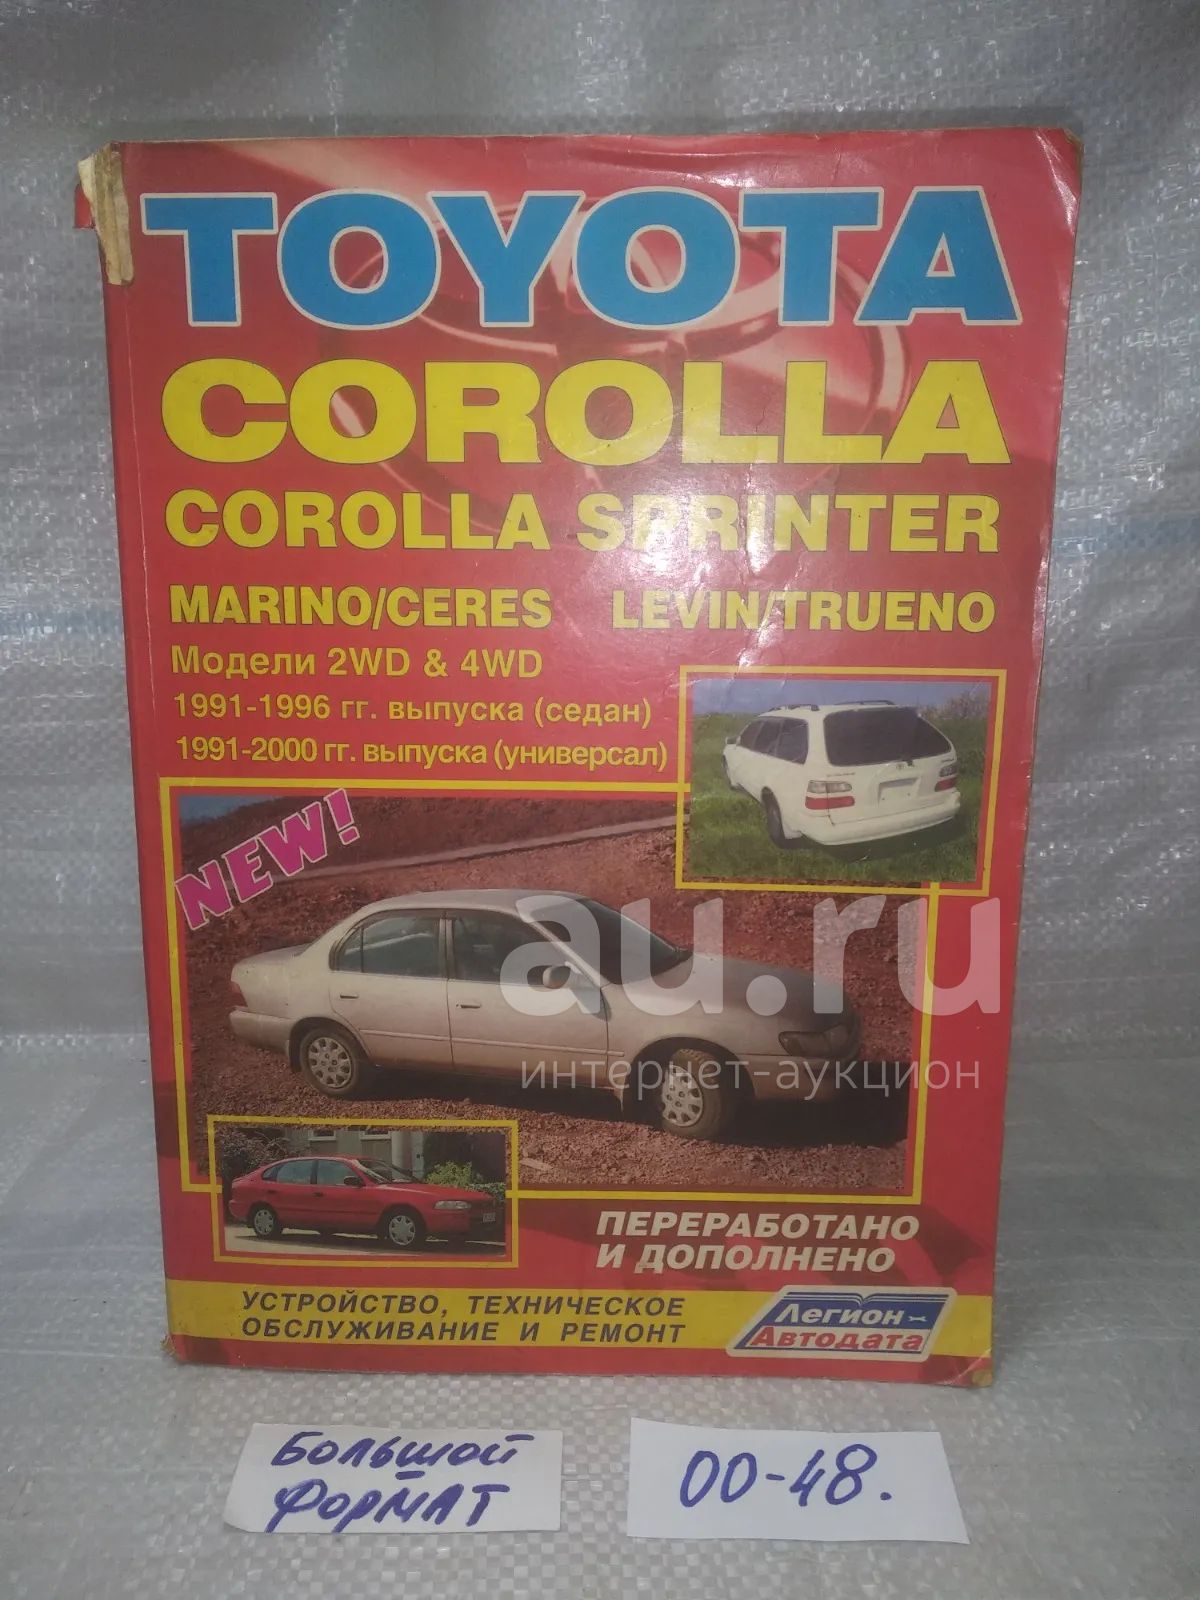 TOYOTA
COROLLA
COROLLA SPRINTER
MARINO/CERES LEVIN/TRUENO
Модели 2WD & 4WD
1991-1996 гг. выпуска (седан)
1991-2000 гг. выпуска (универсал)
NEW!
au.ru
интернет-аукцион
ПЕРЕРАБОТАНО
И ДОПОЛНЕНО
УСТРОЙСТВО, ТЕХНИЧЕСКОЕ
ОБСЛУЖИВАНИЕ И РЕМОНТ
Легион-
Автодата
БОЛЬШОЙ
ФОРМАТ
00-48.